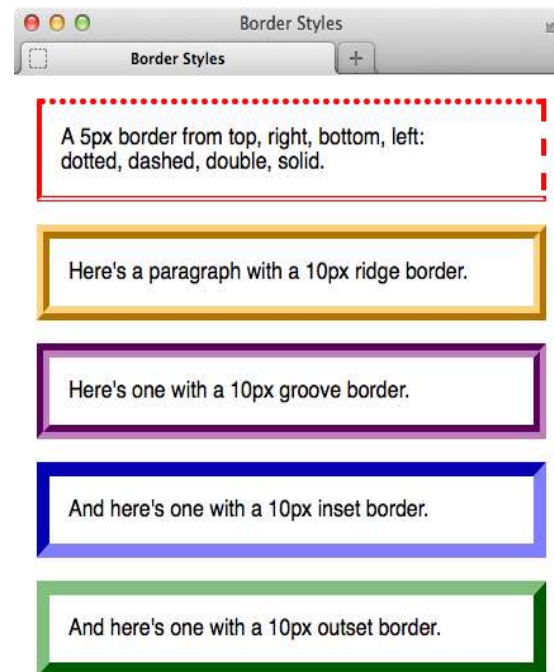 Border Styles
Border Styles
A 5px border from top, right, bottom, left:
dotted, dashed, double, solid.
Here's a paragraph with a 10px ridge border.
Here's one with a 10px groove border.
And here's one with a 10px inset border.
And here's one with a 10px outset border.